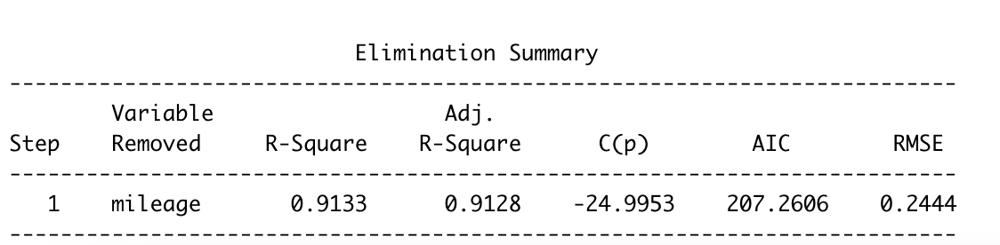 Elimination Summary
--------------------------------------------------------------------------
Variable Adj.
Step Removed R-Square R-Square C(p) AIC RMSE
--------------------------------------------------------------------------
1 mileage 0.9133 0.9128 -24.9953 207.2606 0.2444
--------------------------------------------------------------------------